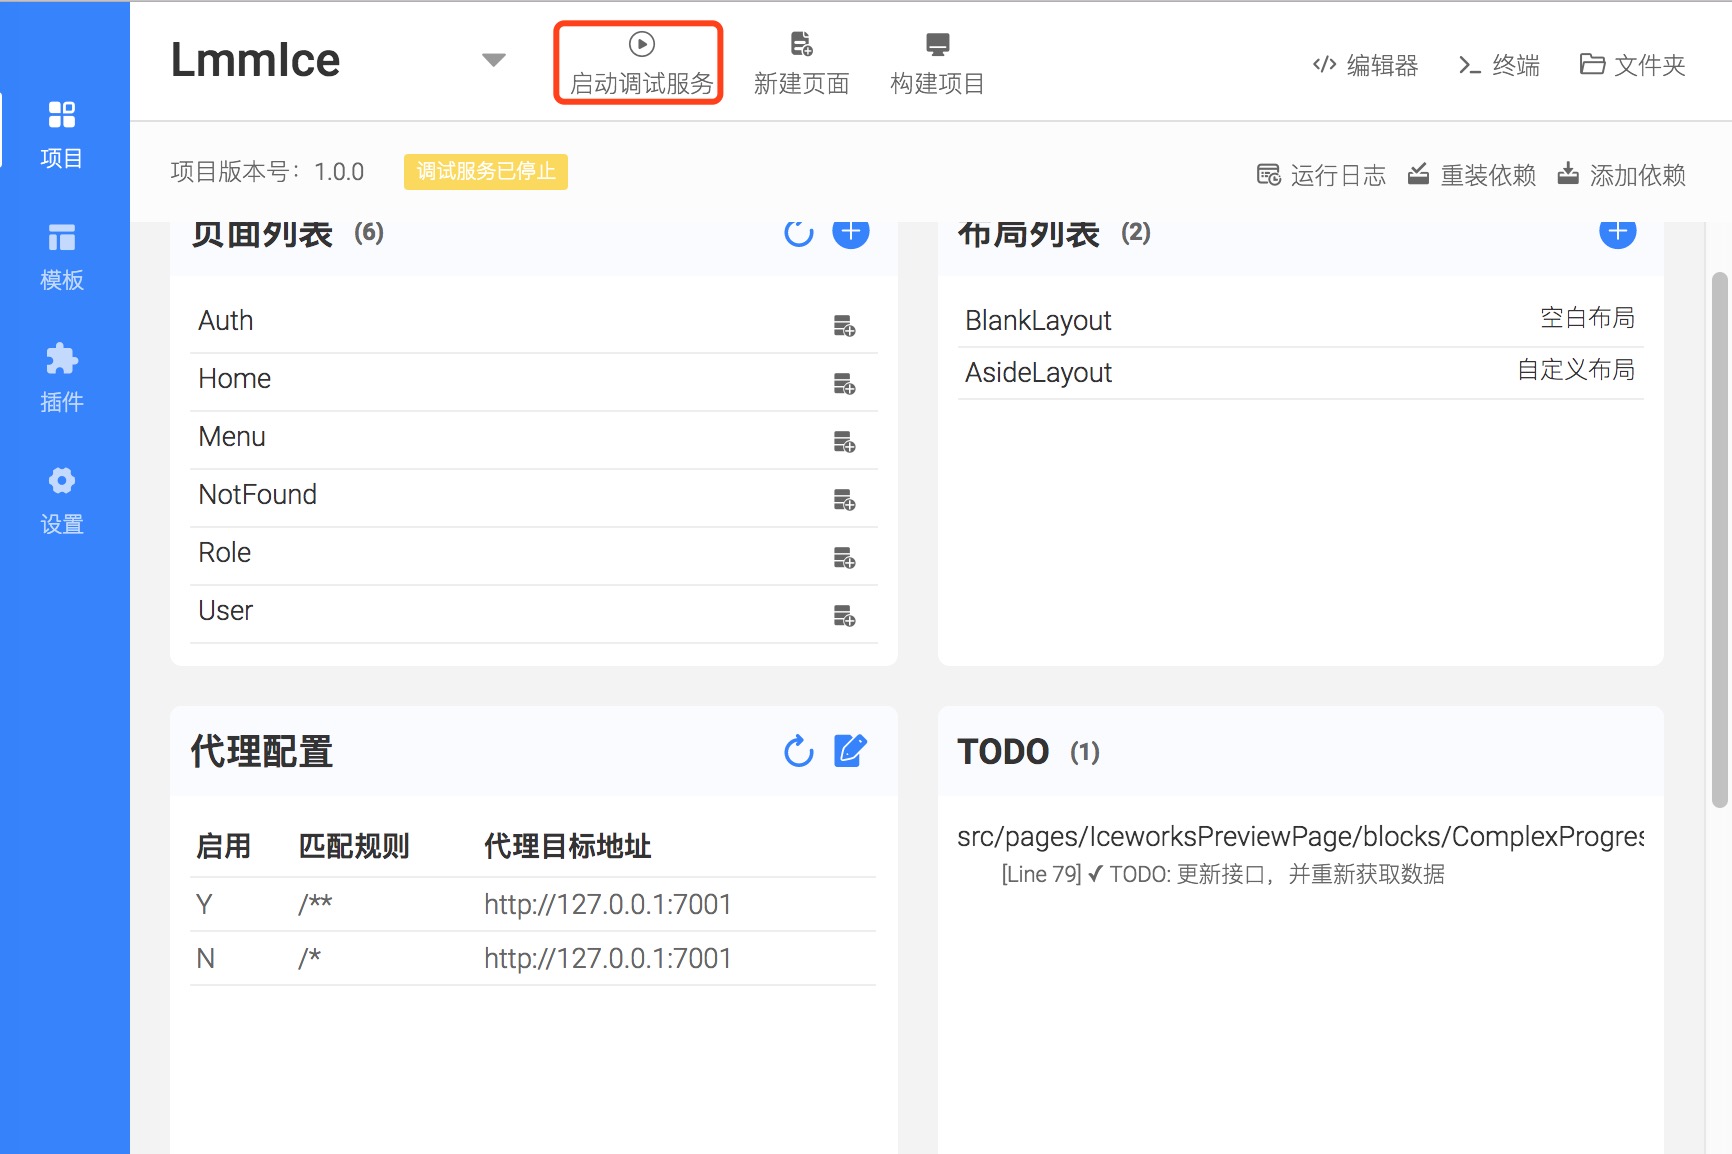 LmmIce
启动调试服务
新建页面
构建项目
编辑器
终端
文件夹
项目
模板
插件
设置
项目版本号：1.0.0
调试服务已停止
运行日志
重装依赖
添加依赖
页面列表 (6)
Auth
Home
Menu
NotFound
Role
User
布局列表 (2)
BlankLayout 空白布局
AsideLayout 自定义布局
代理配置
启用 匹配规则 代理目标地址
Y /** http://127.0.0.1:7001
N /* http://127.0.0.1:7001
TODO (1)
src/pages/IceworksPreviewPage/blocks/ComplexProgres
[Line 79] ✔ TODO: 更新接口，并重新获取数据